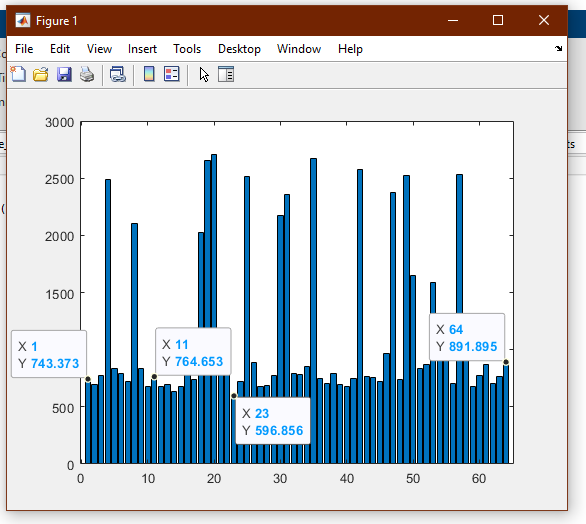 Figure 1
File Edit View Insert Tools Desktop Window Help
3000
2500
2000
1500
500
0
0 10 20 30 40 50 60
X 1
Y 743.373
X 11
Y 764.653
X 23
Y 596.856
X 64
Y 891.895
ts